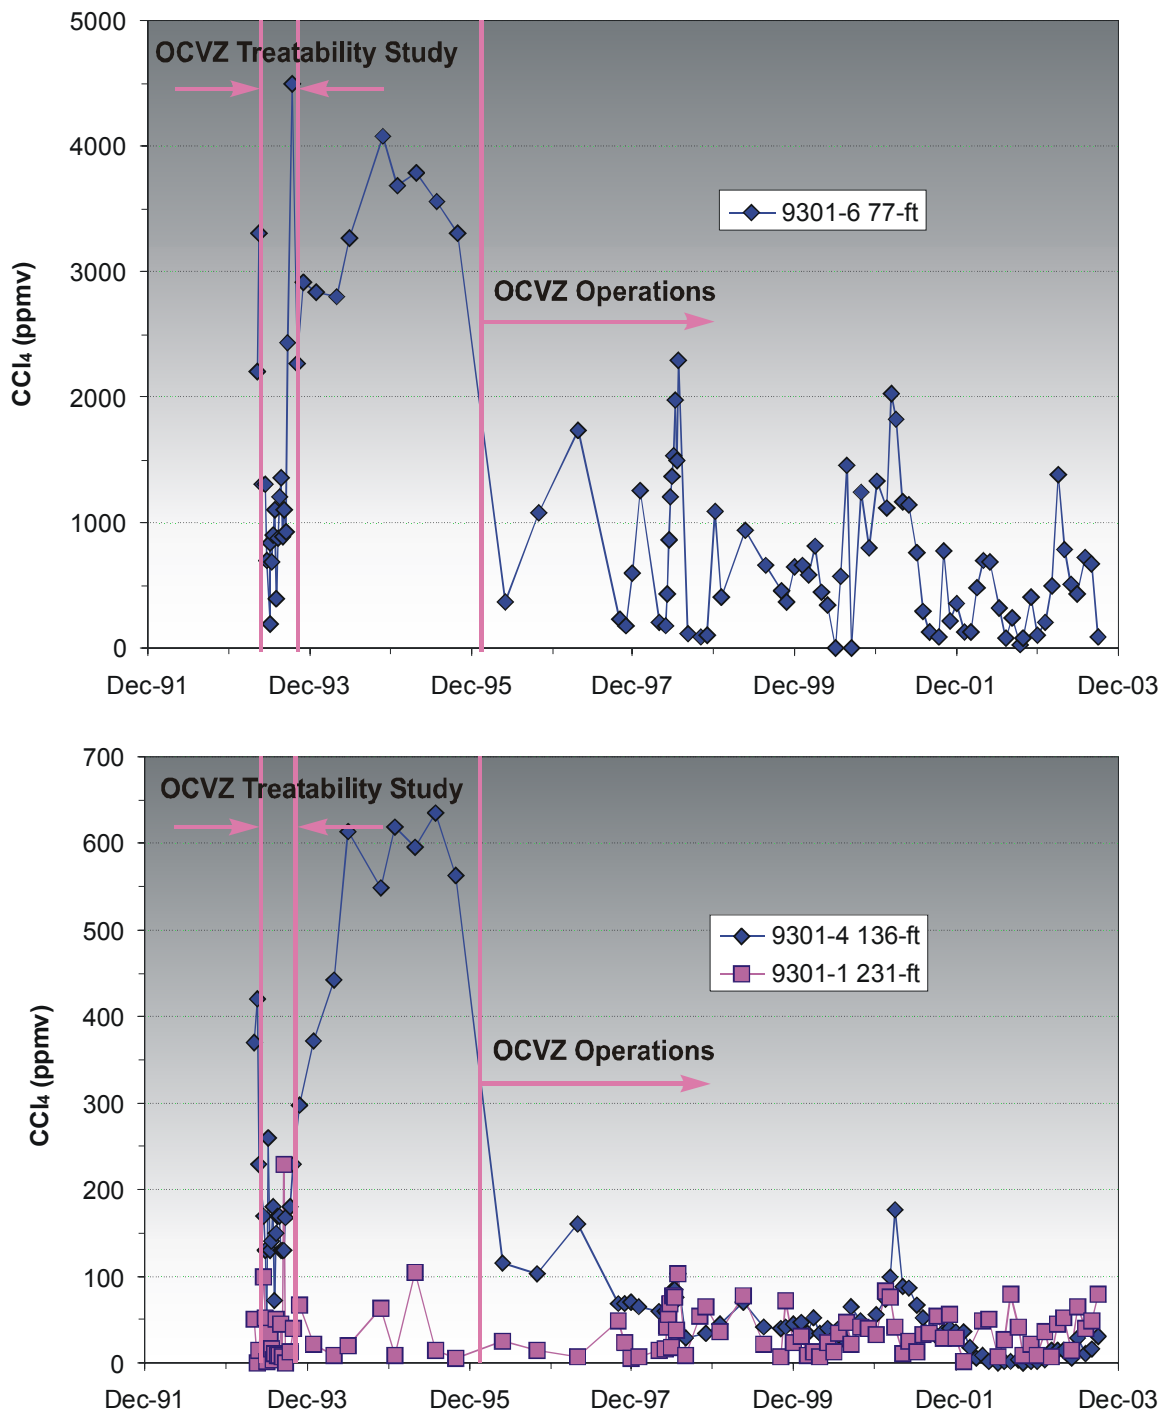 5000
OCVZ Treatability Study
4000
9301-6 77-ft
3000
OCVZ Operations
CCl₄ (ppmv)
2000
1000
0
Dec-91 Dec-93 Dec-95 Dec-97 Dec-99 Dec-01 Dec-03
700
OCVZ Treatability Study
600
9301-4 136-ft
500
9301-1 231-ft
400
OCVZ Operations
CCl₄ (ppmv)
300
200
100
0
Dec-91 Dec-93 Dec-95 Dec-97 Dec-99 Dec-01 Dec-03